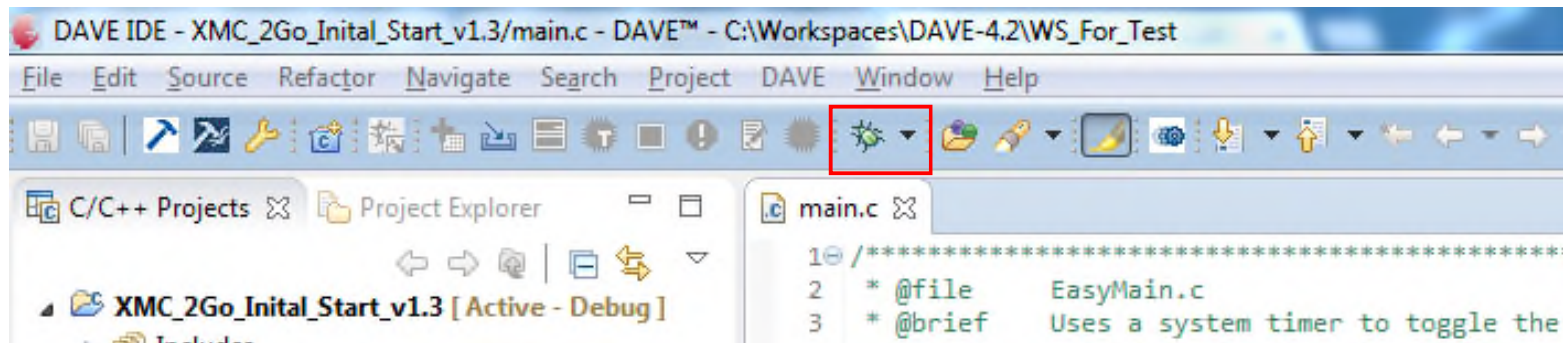 DAVE IDE - XMC_2Go_Inital_Start_v1.3/main.c - DAVE™ - C:\Workspaces\DAVE-4.2\WS_For_Test
File Edit Source Refactor Navigate Search Project DAVE Window Help
C/C++ Projects Project Explorer
XMC_2Go_Inital_Start_v1.3 [ Active - Debug ]
Includes
main.c
1 /****************************************************
2 * @file EasyMain.c
3 * @brief Uses a system timer to toggle the